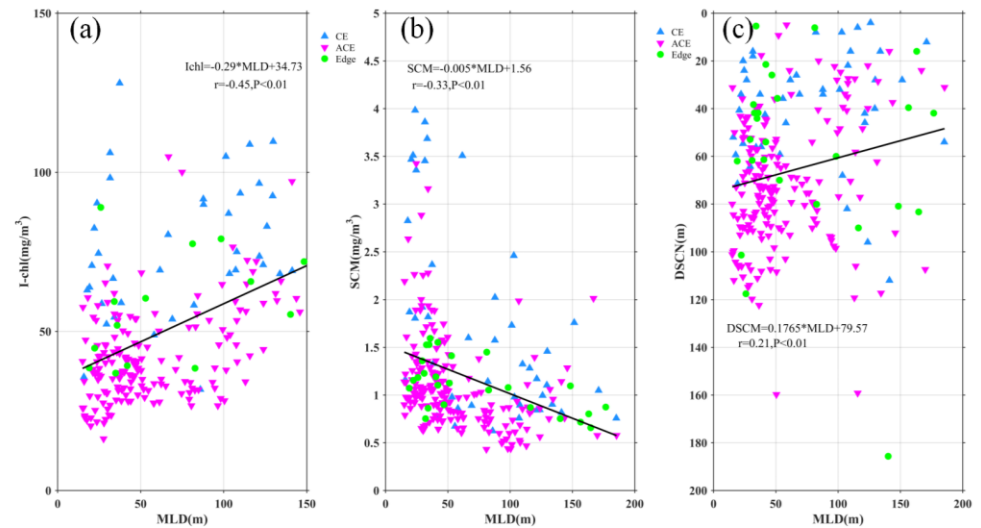 (a)
CE
ACE
Edge
Ichl=-0.29*MLD+34.73
r=-0.45,P<0.01
150
100
50
0
I-chl(mg/m³)
0 50 100 150
MLD(m)
(b)
CE
ACE
Edge
SCM=-0.005*MLD+1.56
r=-0.33,P<0.01
5
4.5
4
3.5
3
2.5
2
1.5
1
0.5
0
SCM(mg/m³)
0 50 100 150 200
MLD(m)
(c)
0
20
40
60
80
100
120
140
160
180
200
DSCN(m)
DSCM=0.1765*MLD+79.57
r=0.21,P<0.01
0 50 100 150 200
MLD(m)